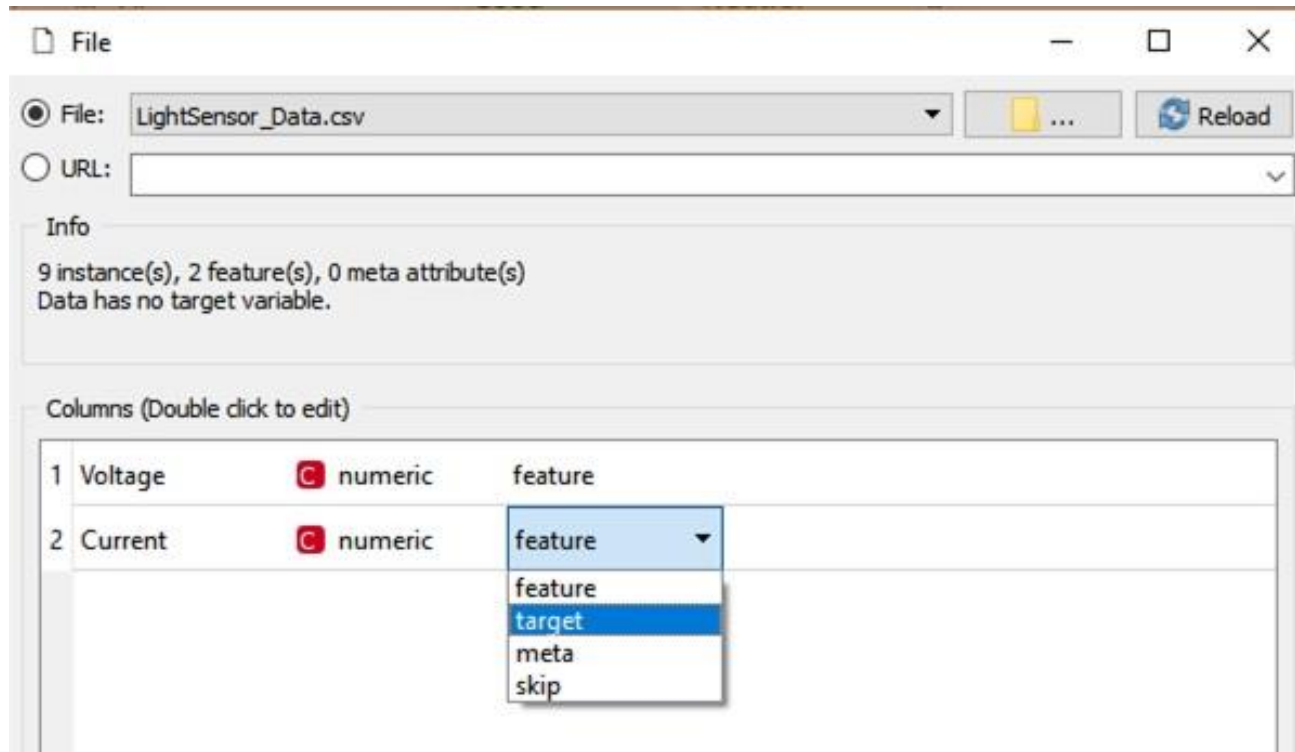 File
File: LightSensor_Data.csv ... Reload
URL:
Info
9 instance(s), 2 feature(s), 0 meta attribute(s)
Data has no target variable.
Columns (Double click to edit)
1 Voltage C numeric feature
2 Current C numeric feature
feature
target
meta
skip